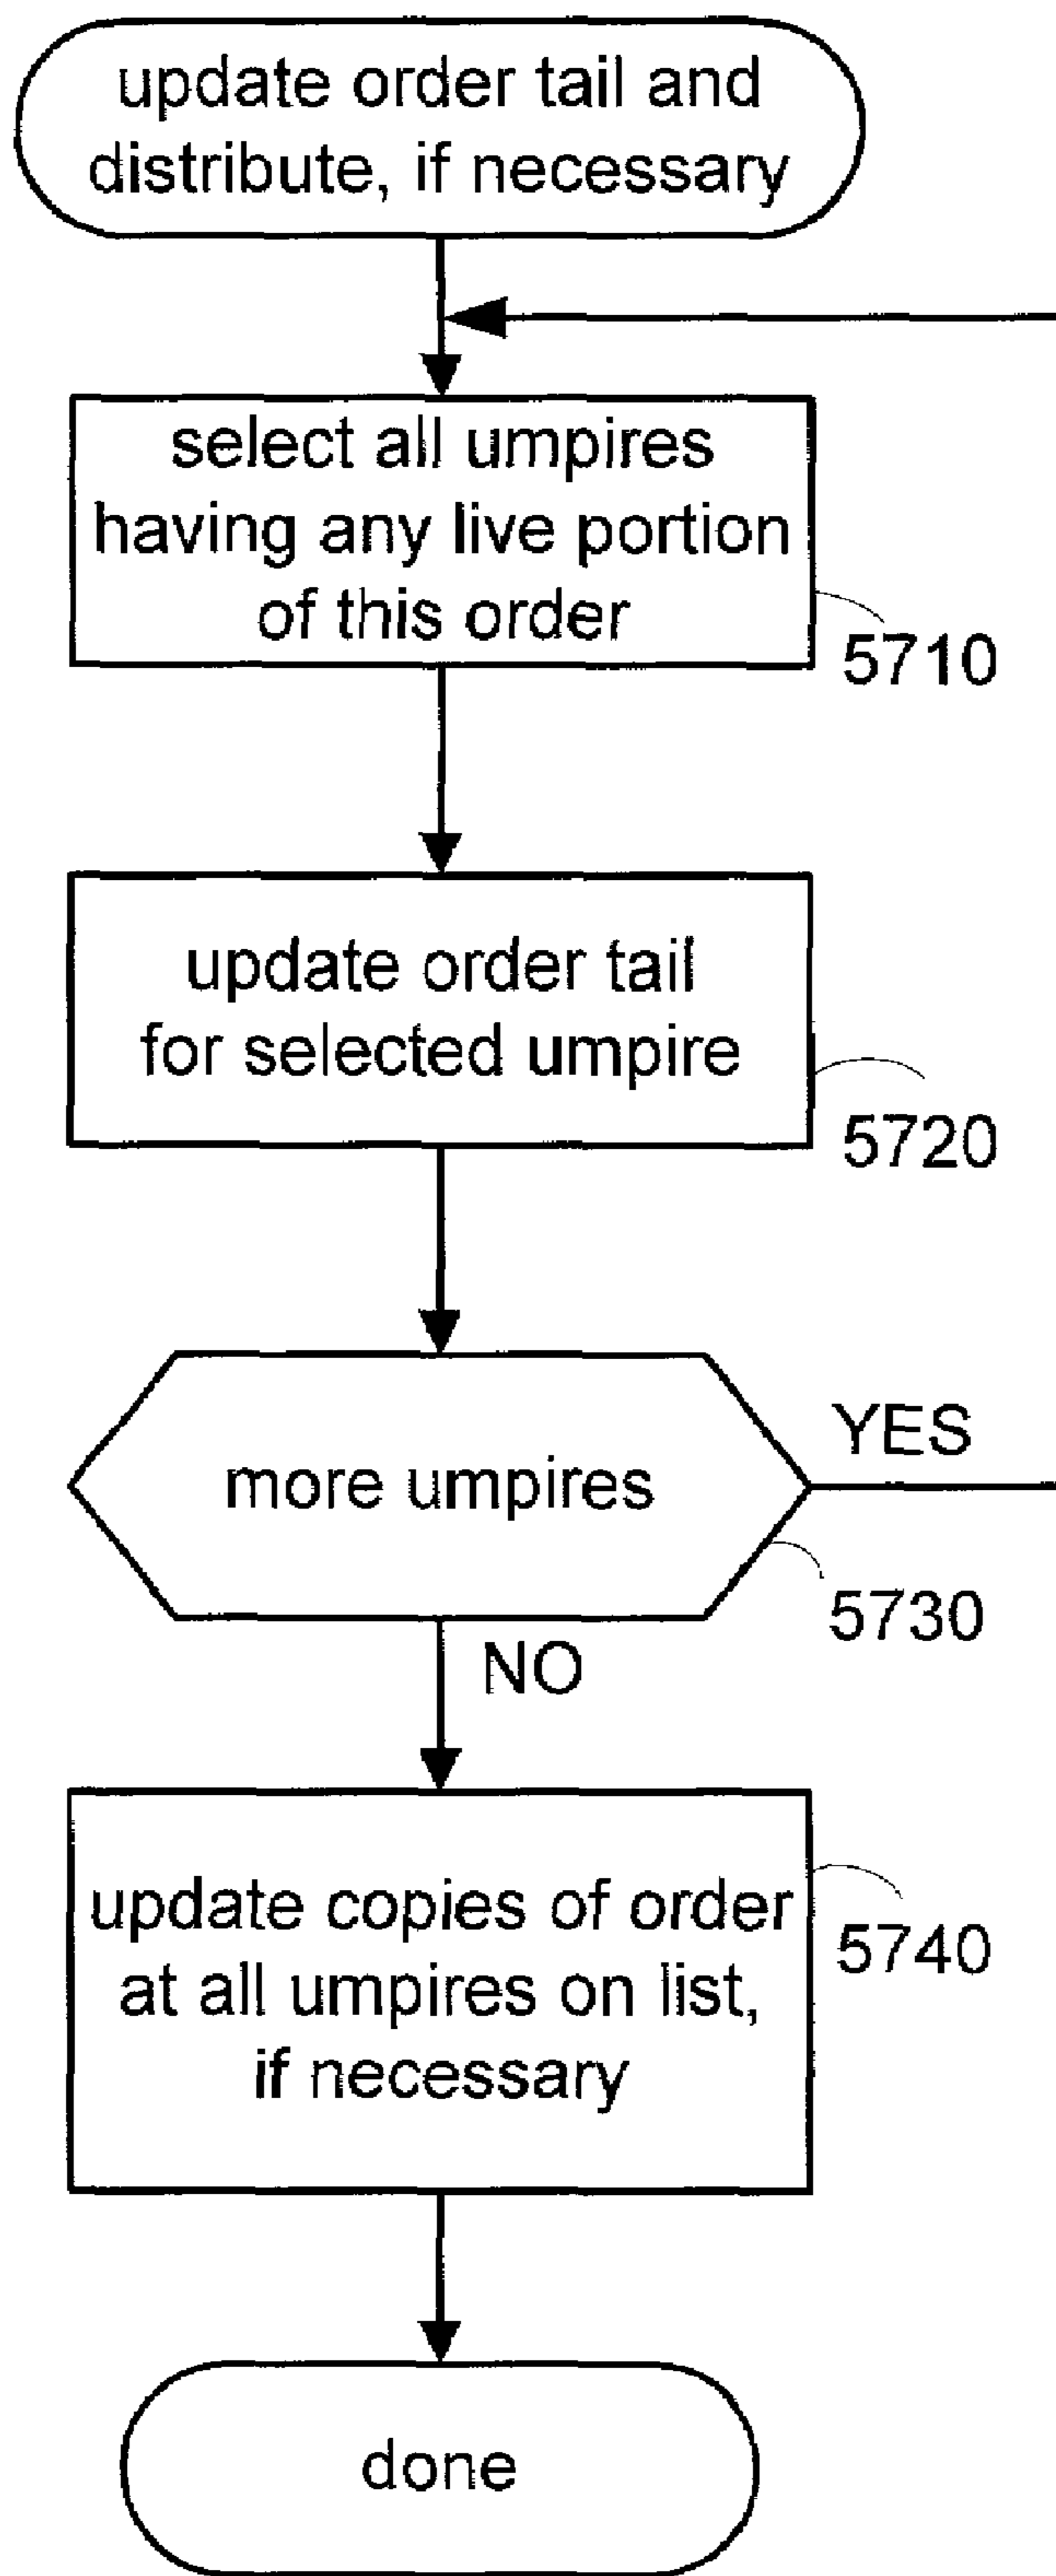 update order tail and
distribute, if necessary
select all umpires
having any live portion
of this order
5710
update order tail
for selected umpire
5720
more umpires
YES
5730
NO
update copies of order
at all umpires on list,
if necessary
5740
done